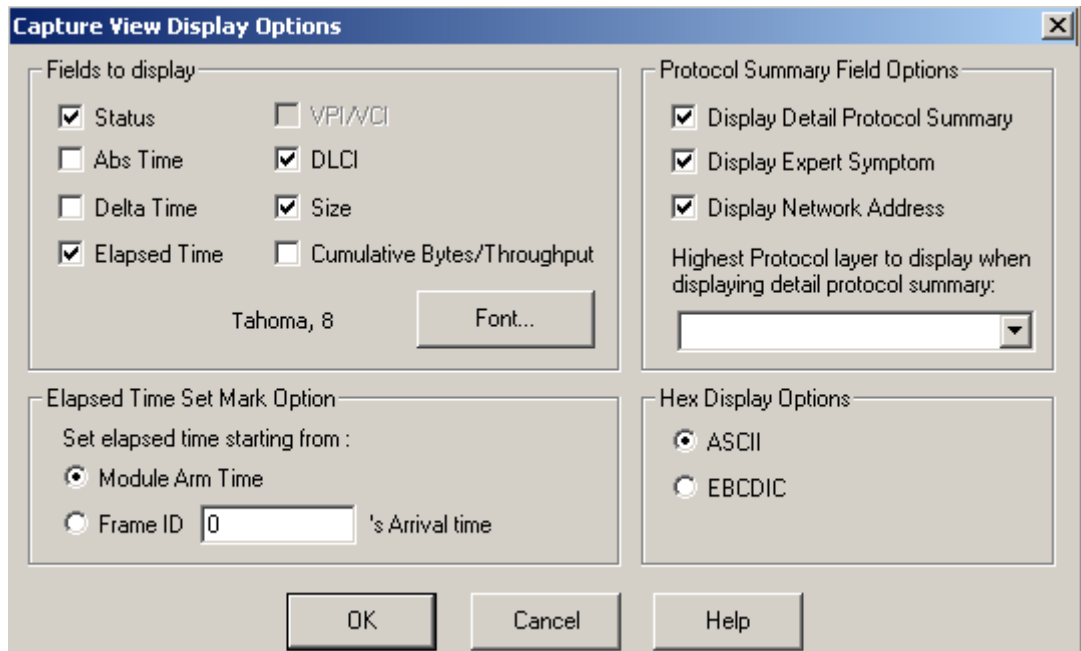 Capture View Display Options
Fields to display
Status
VPI/VCI
Abs Time
DLCI
Delta Time
Size
Elapsed Time
Cumulative Bytes/Throughput
Tahoma, 8
Font...
Protocol Summary Field Options
Display Detail Protocol Summary
Display Expert Symptom
Display Network Address
Highest Protocol layer to display when
displaying detail protocol summary:
Elapsed Time Set Mark Option
Set elapsed time starting from :
Module Arm Time
Frame ID 0 's Arrival time
Hex Display Options
ASCII
EBCDIC
OK
Cancel
Help